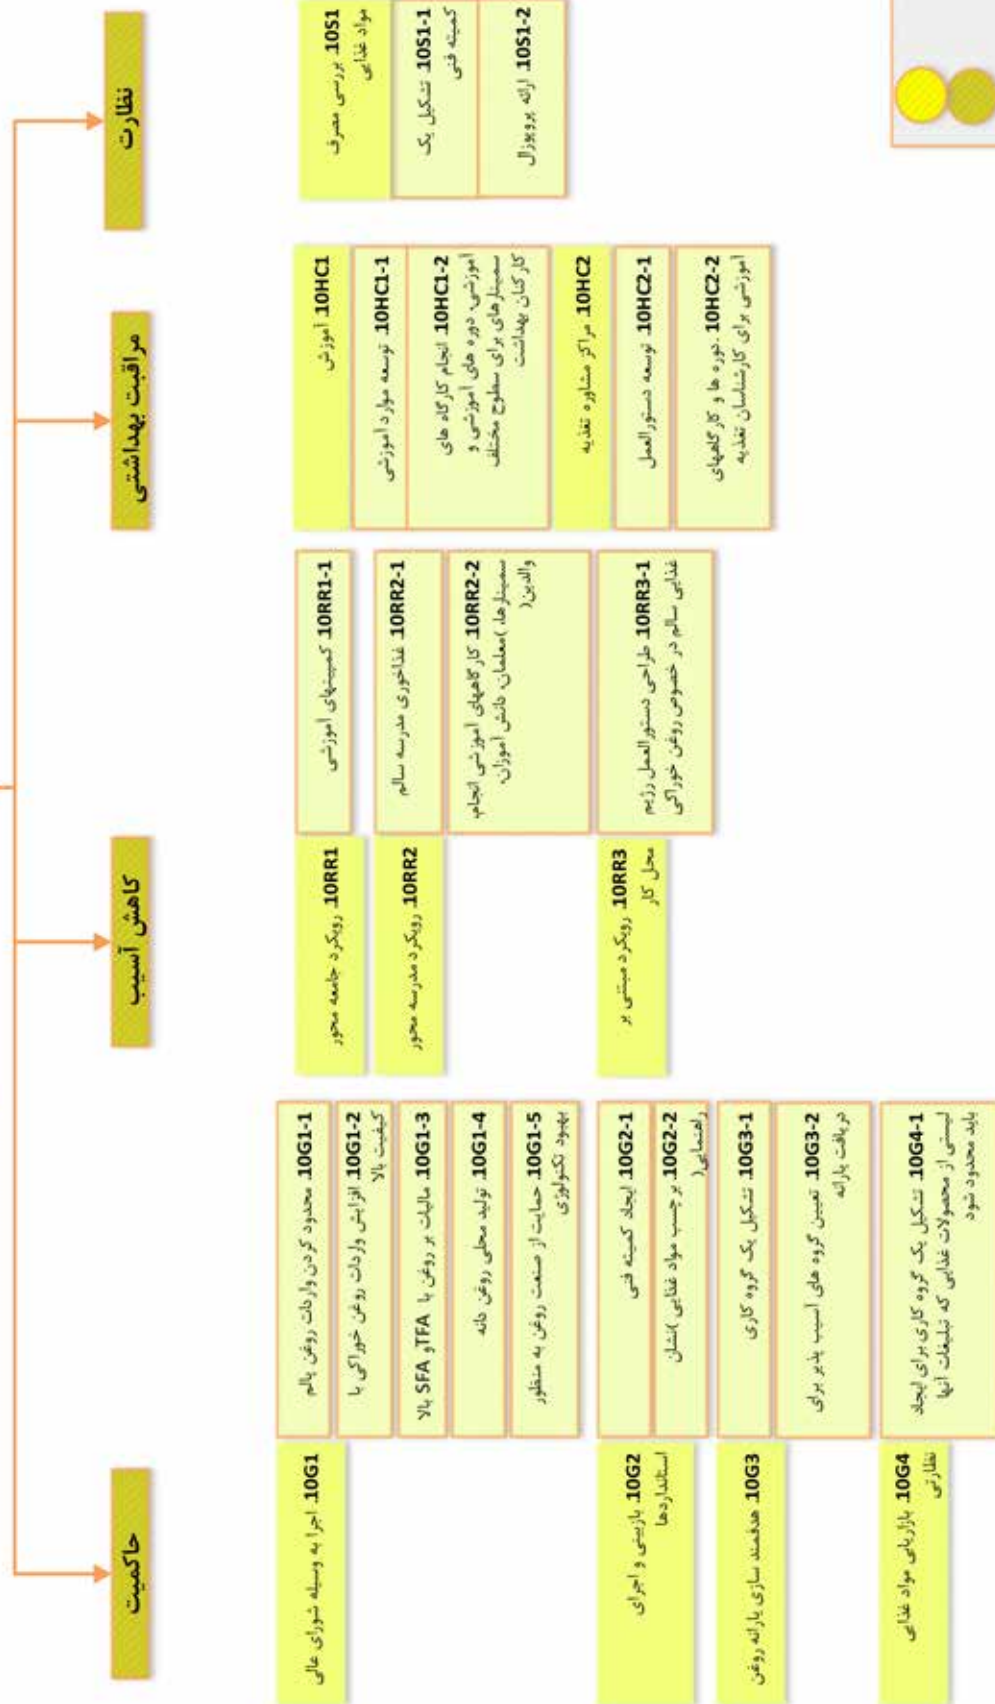 حاکمیت
10G1. اجرا به وسیله شورای عالی
10G1-1. محدود کردن واردات روغن پالم
10G1-2. افزایش واردات روغن خوراکی با
کیفیت بالا
10G1-3. مالیات بر روغن با TFAو SFA بالا
10G1-4. تولید محلی روغن دانه
10G1-5. حمایت از صنعت روغن به منظور
بهبود تکنولوژی
10G2. بازبینی و اجرای
استانداردها
10G2-1. ایجاد کمیته فنی
10G2-2. برچسب مواد غذایی )نشان
راهنمایی(
10G3. هدفمند سازی یارانه روغن
10G3-1. تشکیل یک گروه کاری
10G3-2. تعیین گروه های آسیب پذیر برای
دریافت یارانه
10G4. بازاریابی مواد غذایی
نظارتی
10G4-1. تشکیل یک گروه کاری برای ایجاد
لیستی از محصولات غذایی که تبلیغات آنها
باید محدود شود
کاهش آسیب
10RR1. رویکرد جامعه محور
10RR1-1. کمپینهای آموزشی
10RR2. رویکرد مدرسه محور
10RR2-1. غذاخوری مدرسه سالم
10RR2-2. کارگاههای آموزشی انجام
سمینارها، )معلمان، دانش آموزان،
والدین(
10RR3. رویکرد مبتنی بر
محل کار
10RR3-1. طراحی دستورالعمل رژیم
غذایی سالم در خصوص روغن خوراکی
مراقبت بهداشتی
10HC1. آموزش
10HC1-1. توسعه موارد آموزشی
10HC1-2. انجام کارگاه های
آموزشی، دوره های آموزشی و
سمینارهای برای سطوح مختلف
کارکنان بهداشت
10HC2. مراکز مشاوره تغذیه
10HC2-1. توسعه دستورالعمل
10HC2-2. دوره ها و کارگاههای
آموزشی برای کارشناسان تغذیه
نظارت
10S1. بررسی مصرف
مواد غذایی
10S1-1. تشکیل یک
کمیته فنی
10S1-2. ارائه پروپوزال